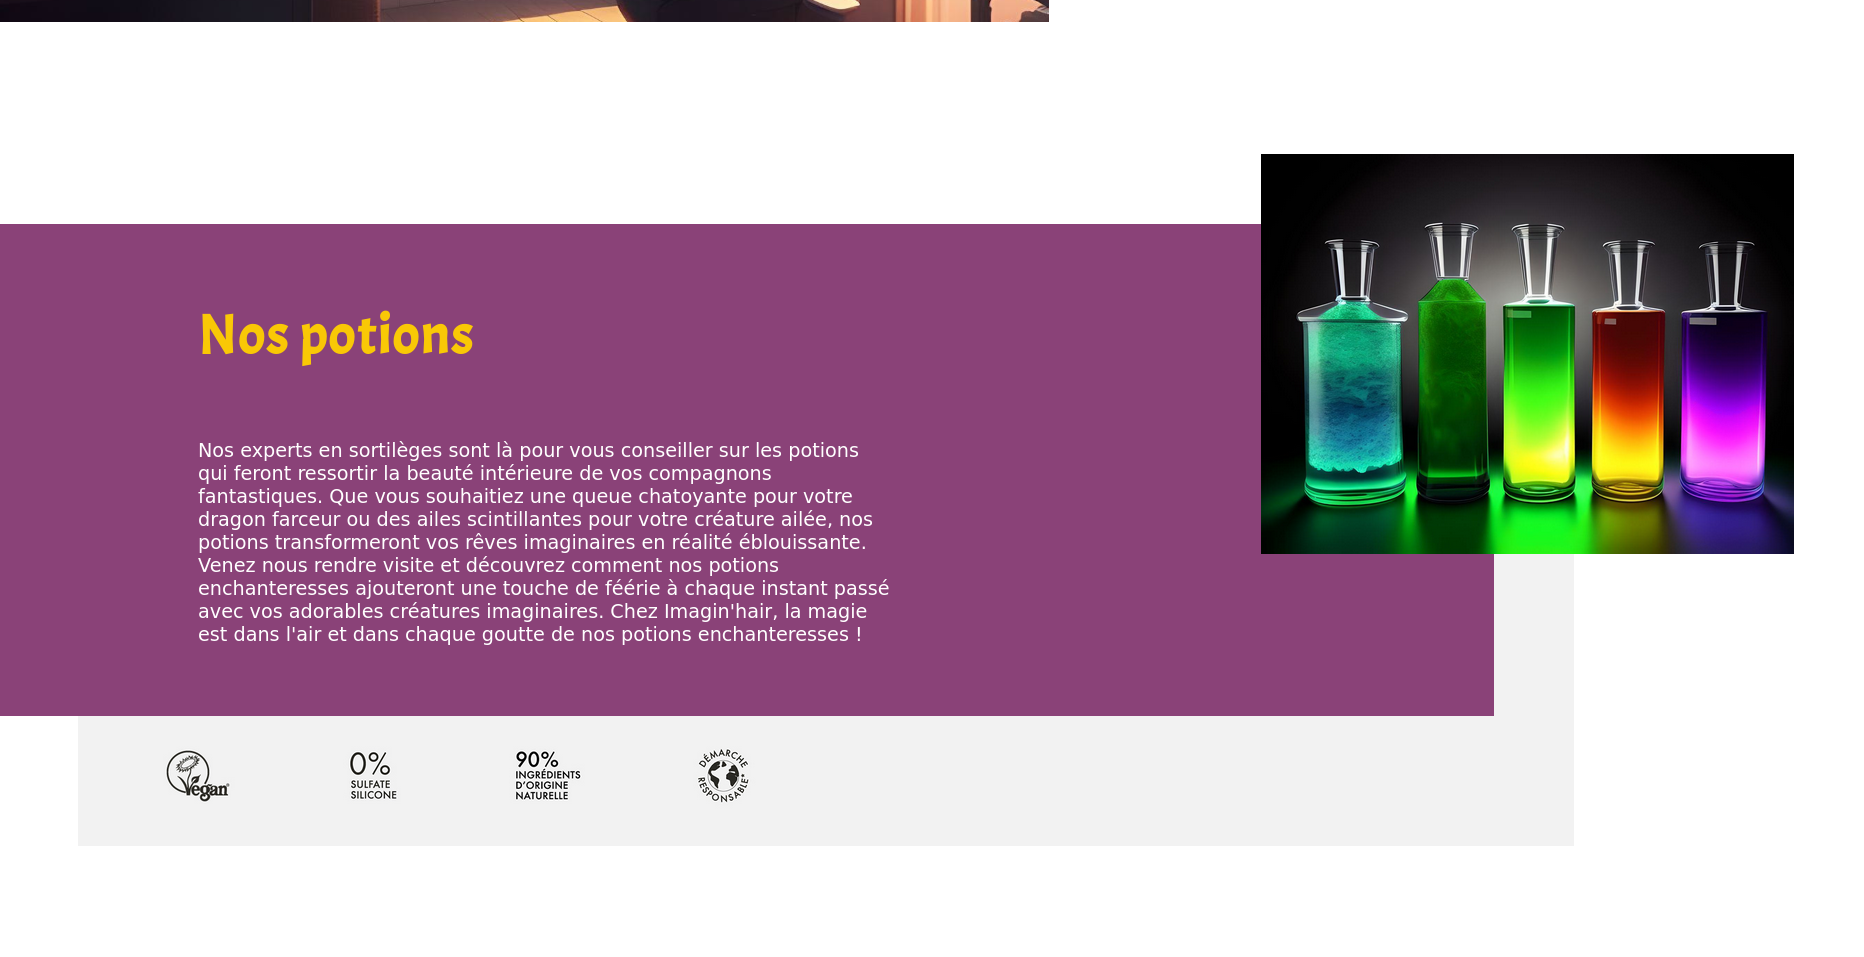 Nos potions
Nos experts en sortilèges sont là pour vous conseiller sur les potions
qui feront ressortir la beauté intérieure de vos compagnons
fantastiques. Que vous souhaitiez une queue chatoyante pour votre
dragon farceur ou des ailes scintillantes pour votre créature ailée, nos
potions transformeront vos rêves imaginaires en réalité éblouissante.
Venez nous rendre visite et découvrez comment nos potions
enchanteresses ajouteront une touche de féérie à chaque instant passé
avec vos adorables créatures imaginaires. Chez Imagin'hair, la magie
est dans l'air et dans chaque goutte de nos potions enchanteresses !
Vegan
0%
SULFATE
SILICONE
90%
INGRÉDIENTS
D'ORIGINE
NATURELLE
DÉMARCHE
RESPONSABLE*